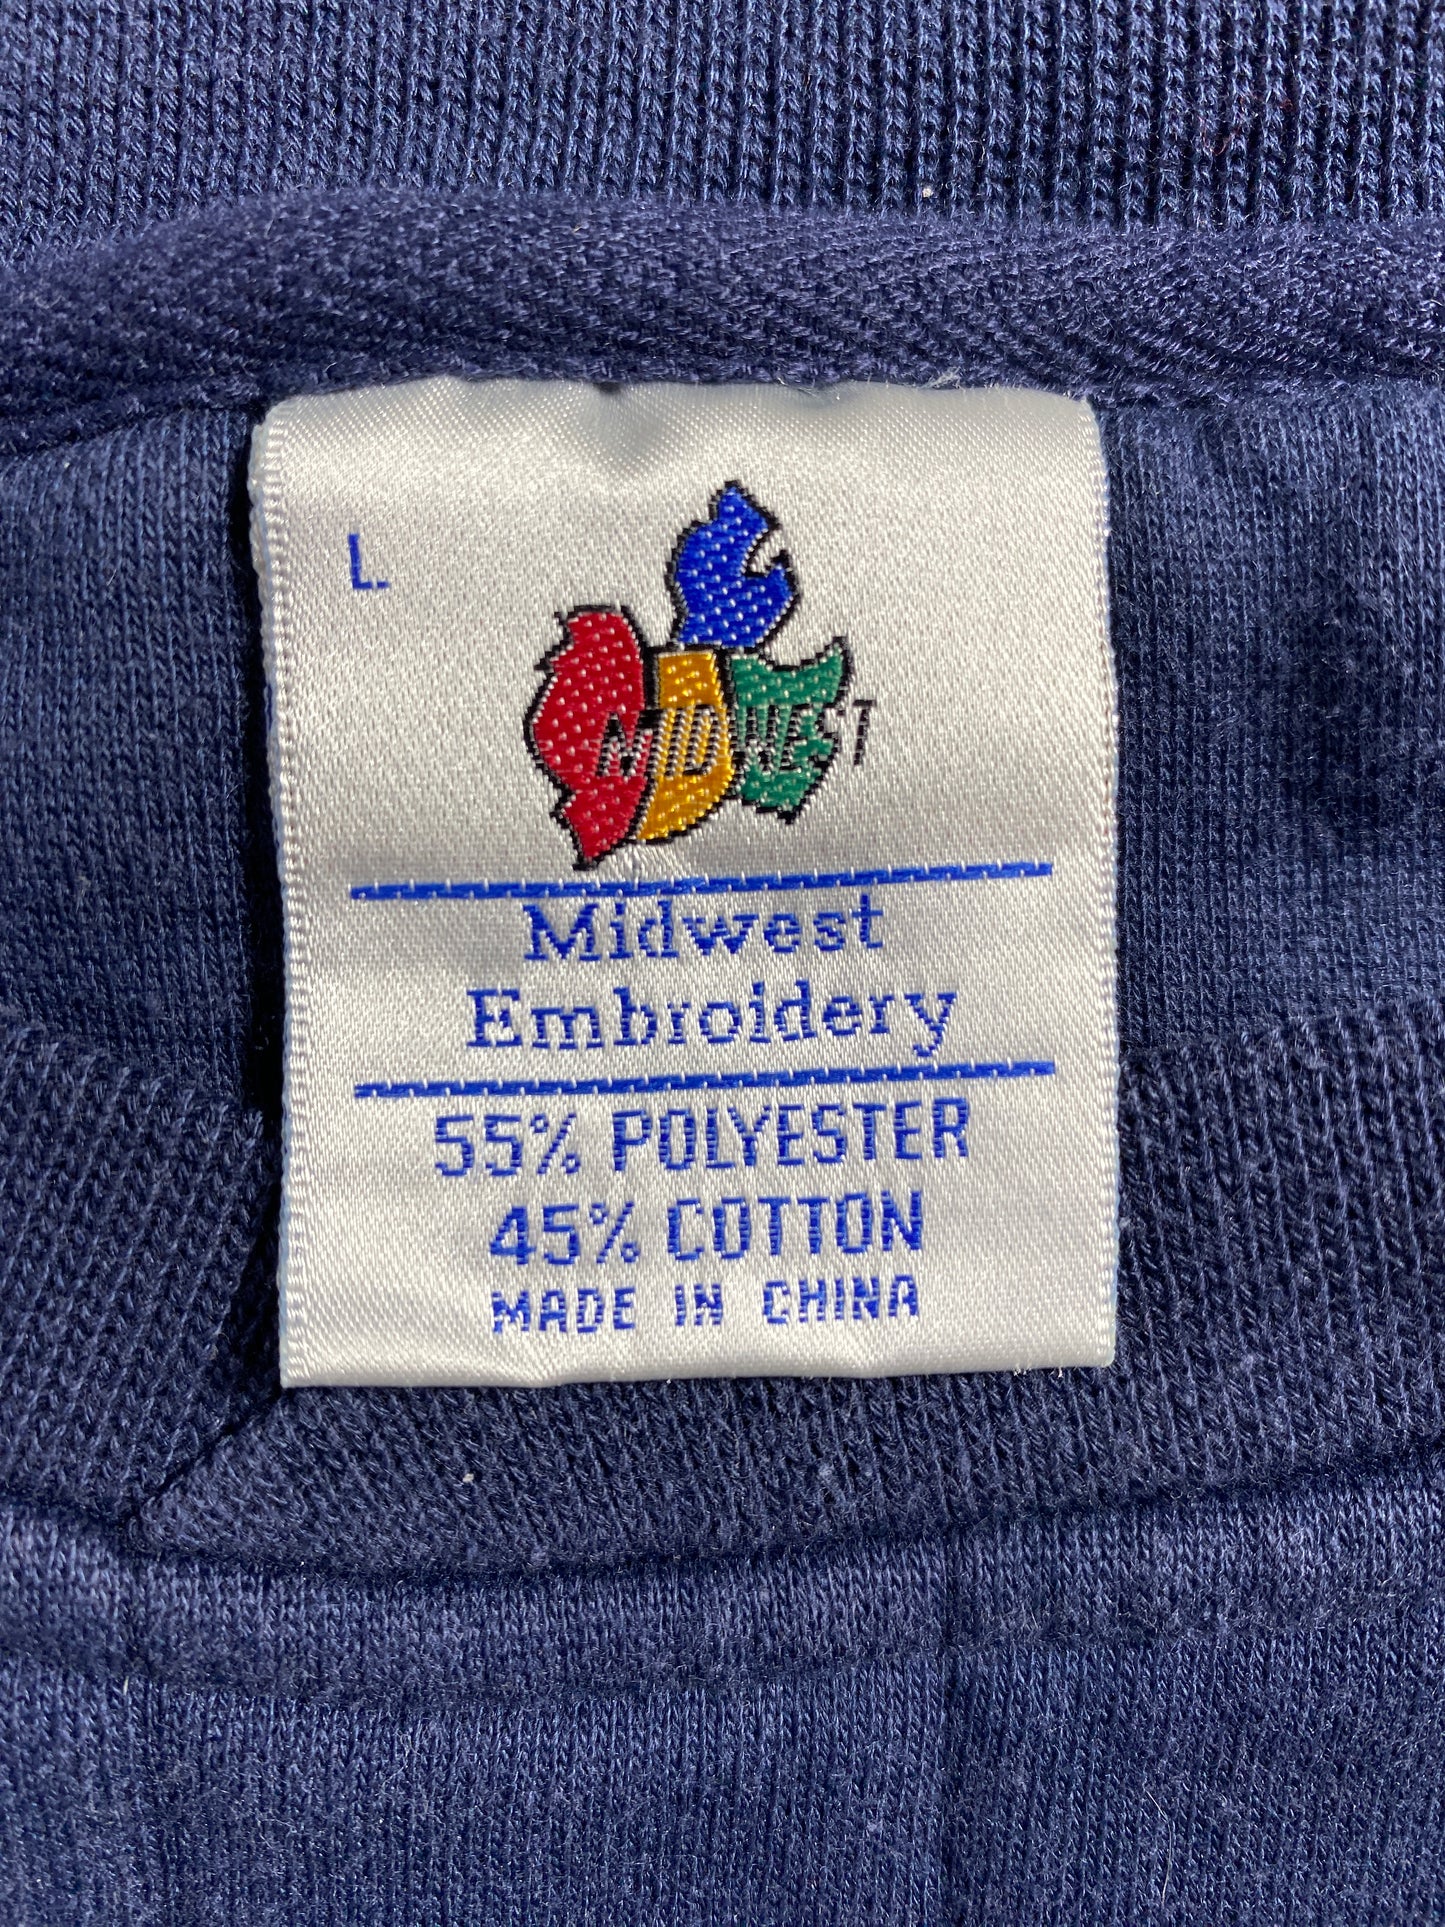 L
MIDWEST
Midwest
Embroidery
55% POLYESTER
45% COTTON
MADE IN CHINA